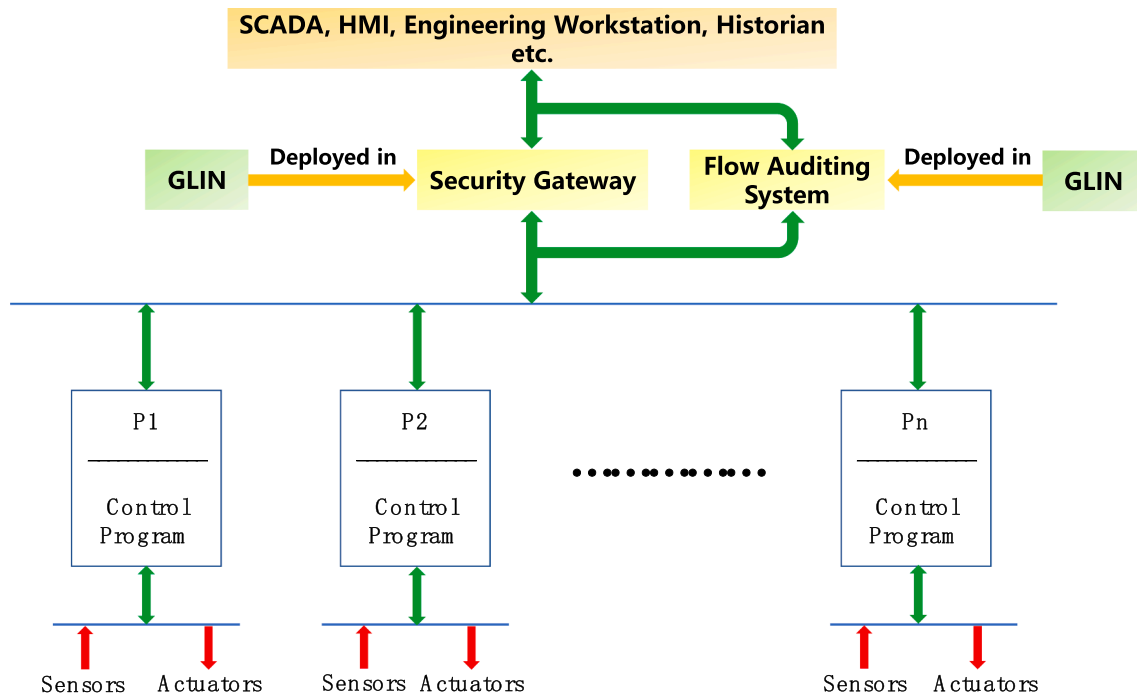 SCADA, HMI, Engineering Workstation, Historian
etc.
Deployed in
Deployed in
GLIN
Security Gateway
Flow Auditing
System
GLIN
P1
P2
Pn
Control
Program
Control
Program
Control
Program
Sensors
Actuators
Sensors
Actuators
Sensors
Actuators